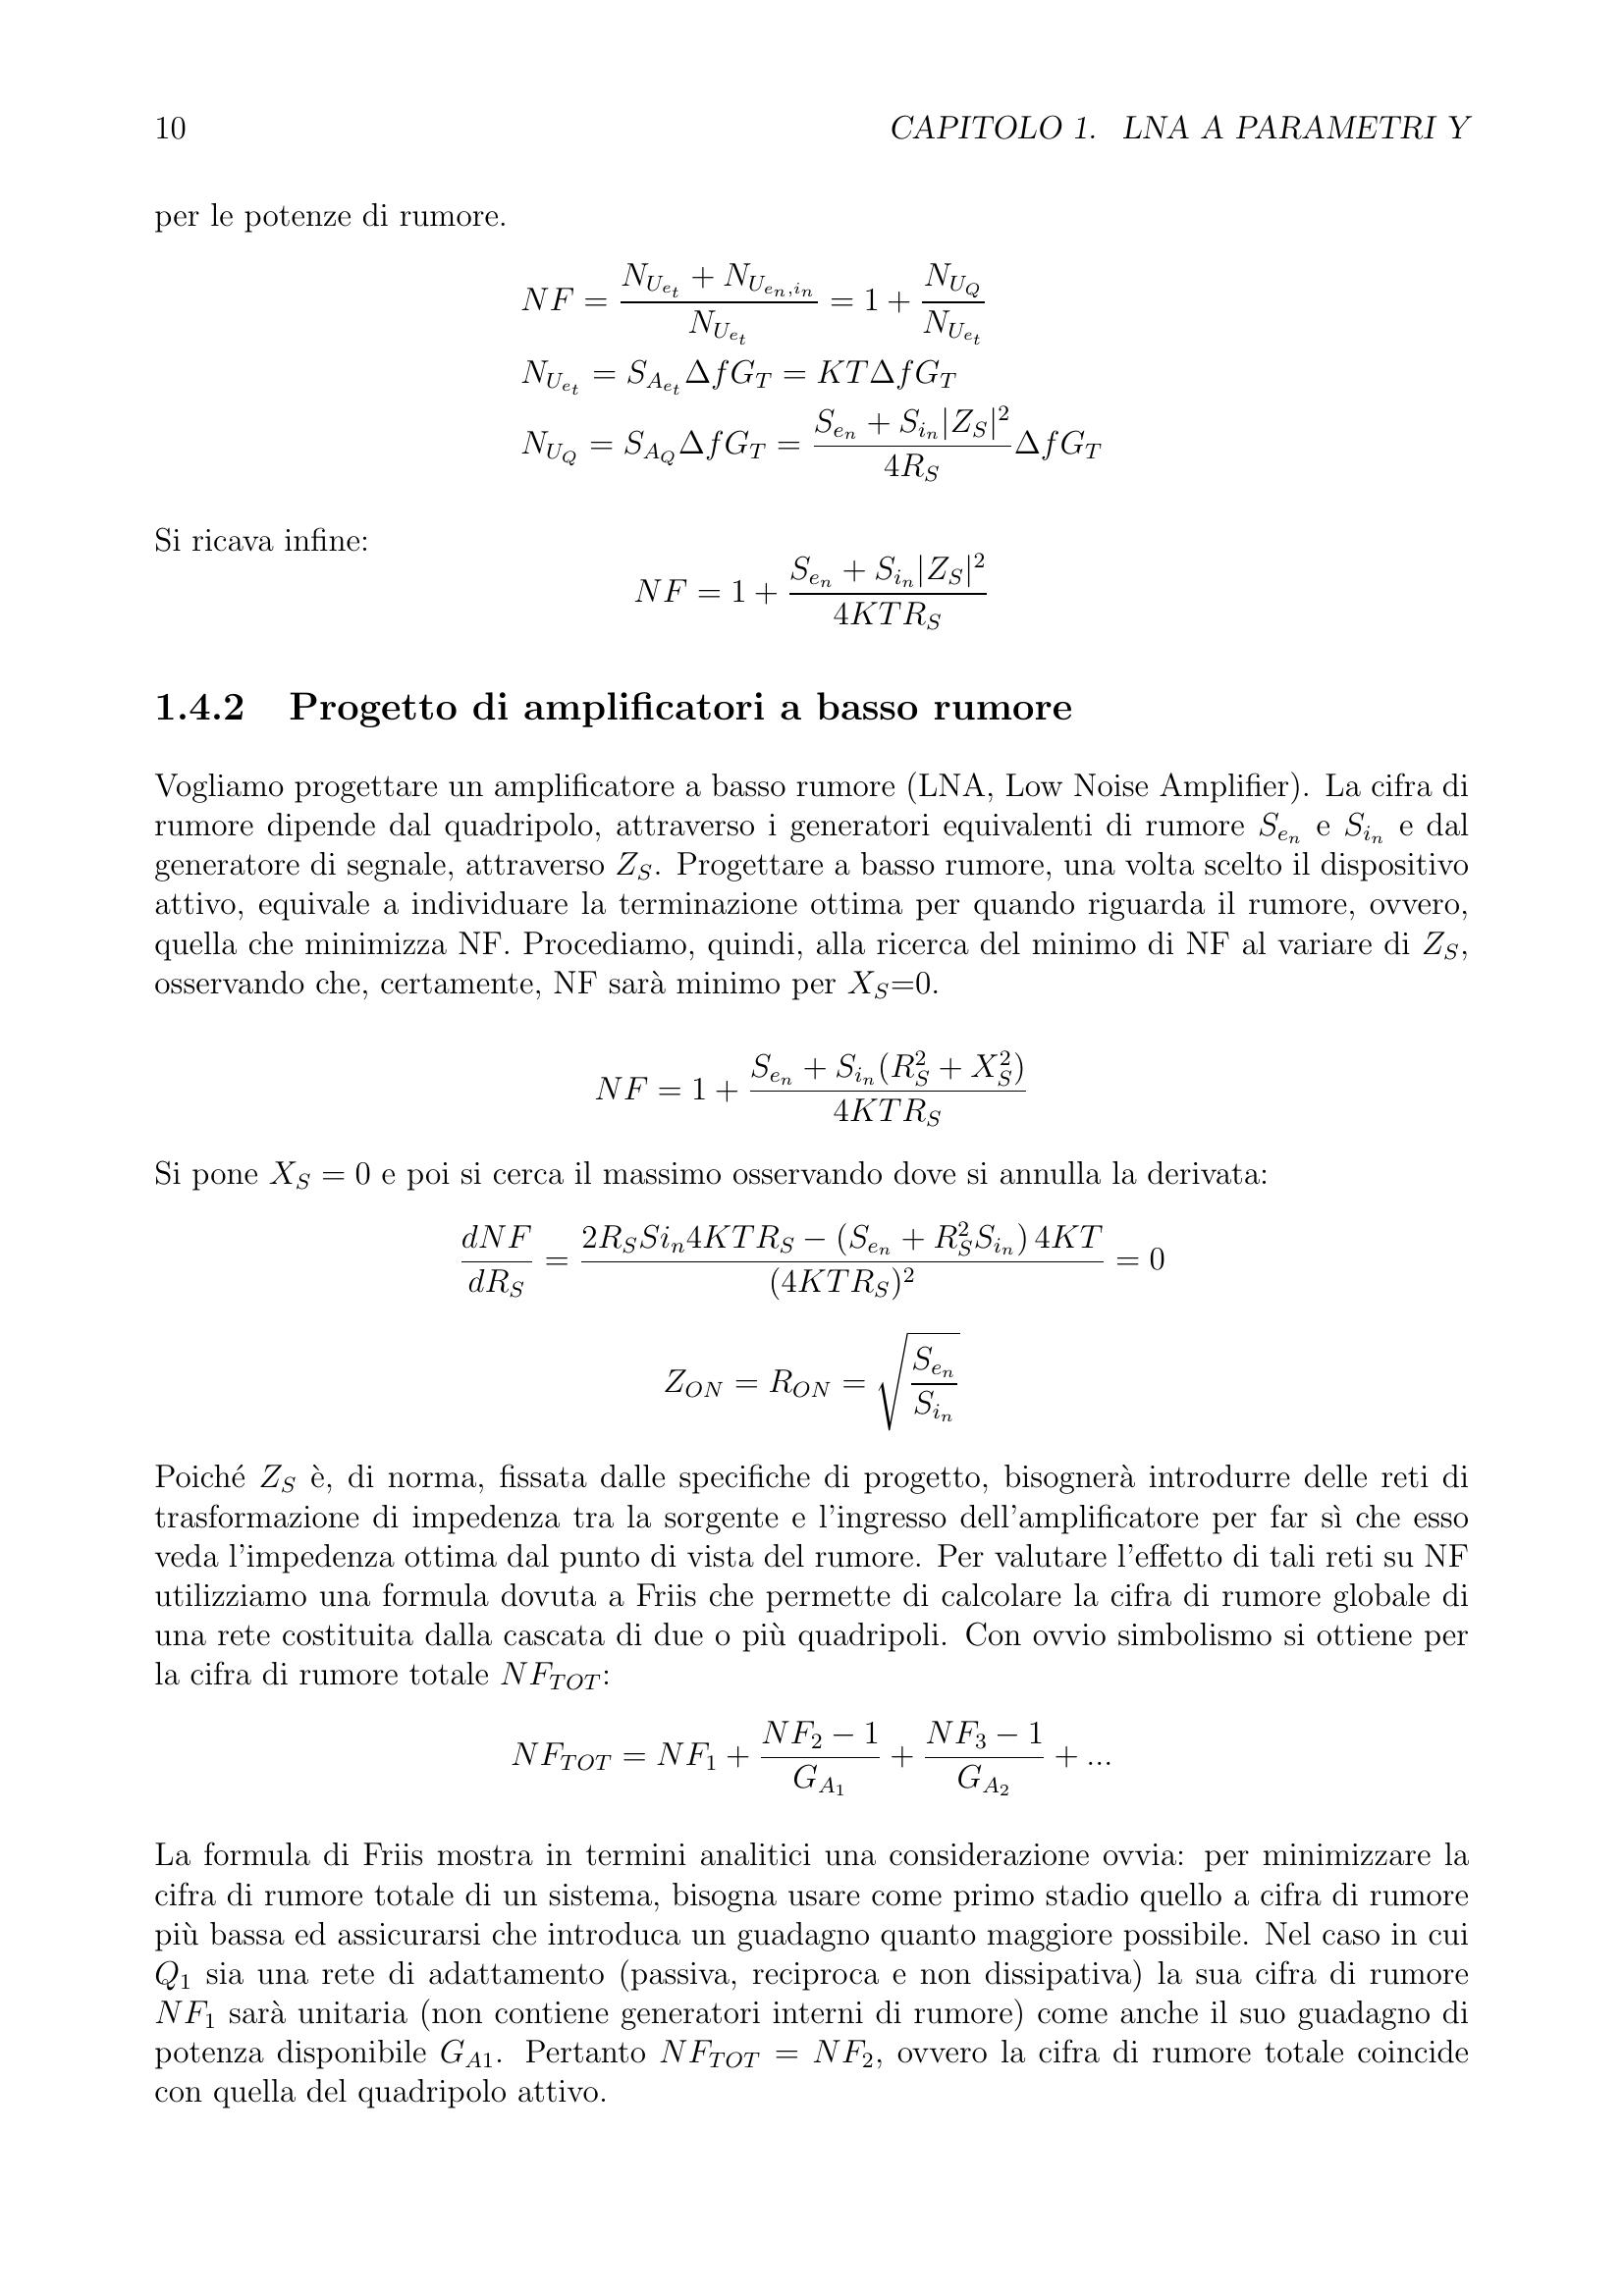 10 CAPITOLO 1. LNA A PARAMETRI Y
per le potenze di rumore.
$NF = \frac{N_{U_{e_t}} + N_{U_{e_n,i_n}}}{N_{U_{e_t}}} = 1 + \frac{N_{U_Q}}{N_{U_{e_t}}}$
$N_{U_{e_t}} = S_{A_{e_t}} \Delta f G_T = KT \Delta f G_T$
$N_{U_Q} = S_{A_Q} \Delta f G_T = \frac{S_{e_n} + S_{i_n}|Z_S|^2}{4R_S} \Delta f G_T$
Si ricava infine:
$NF = 1 + \frac{S_{e_n} + S_{i_n}|Z_S|^2}{4KTR_S}$
1.4.2 Progetto di amplificatori a basso rumore
Vogliamo progettare un amplificatore a basso rumore (LNA, Low Noise Amplifier). La cifra di
rumore dipende dal quadripolo, attraverso i generatori equivalenti di rumore $S_{e_n}$ e $S_{i_n}$ e dal
generatore di segnale, attraverso $Z_S$. Progettare a basso rumore, una volta scelto il dispositivo
attivo, equivale a individuare la terminazione ottima per quando riguarda il rumore, ovvero,
quella che minimizza NF. Procediamo, quindi, alla ricerca del minimo di NF al variare di $Z_S$,
osservando che, certamente, NF sarà minimo per $X_S$=0.
$NF = 1 + \frac{S_{e_n} + S_{i_n}(R_S^2 + X_S^2)}{4KTR_S}$
Si pone $X_S = 0$ e poi si cerca il massimo osservando dove si annulla la derivata:
$\frac{dNF}{dR_S} = \frac{2R_S Si_n 4KTR_S - (S_{e_n} + R_S^2 S_{i_n}) 4KT}{(4KTR_S)^2} = 0$
$Z_{ON} = R_{ON} = \sqrt{\frac{S_{e_n}}{S_{i_n}}}$
Poiché $Z_S$ è, di norma, fissata dalle specifiche di progetto, bisognerà introdurre delle reti di
trasformazione di impedenza tra la sorgente e l'ingresso dell'amplificatore per far sì che esso
veda l'impedenza ottima dal punto di vista del rumore. Per valutare l'effetto di tali reti su NF
utilizziamo una formula dovuta a Friis che permette di calcolare la cifra di rumore globale di
una rete costituita dalla cascata di due o più quadripoli. Con ovvio simbolismo si ottiene per
la cifra di rumore totale $NF_{TOT}$:
$NF_{TOT} = NF_1 + \frac{NF_2 - 1}{G_{A_1}} + \frac{NF_3 - 1}{G_{A_2}} + ...$
La formula di Friis mostra in termini analitici una considerazione ovvia: per minimizzare la
cifra di rumore totale di un sistema, bisogna usare come primo stadio quello a cifra di rumore
più bassa ed assicurarsi che introduca un guadagno quanto maggiore possibile. Nel caso in cui
$Q_1$ sia una rete di adattamento (passiva, reciproca e non dissipativa) la sua cifra di rumore
$NF_1$ sarà unitaria (non contiene generatori interni di rumore) come anche il suo guadagno di
potenza disponibile $G_{A1}$. Pertanto $NF_{TOT} = NF_2$, ovvero la cifra di rumore totale coincide
con quella del quadripolo attivo.